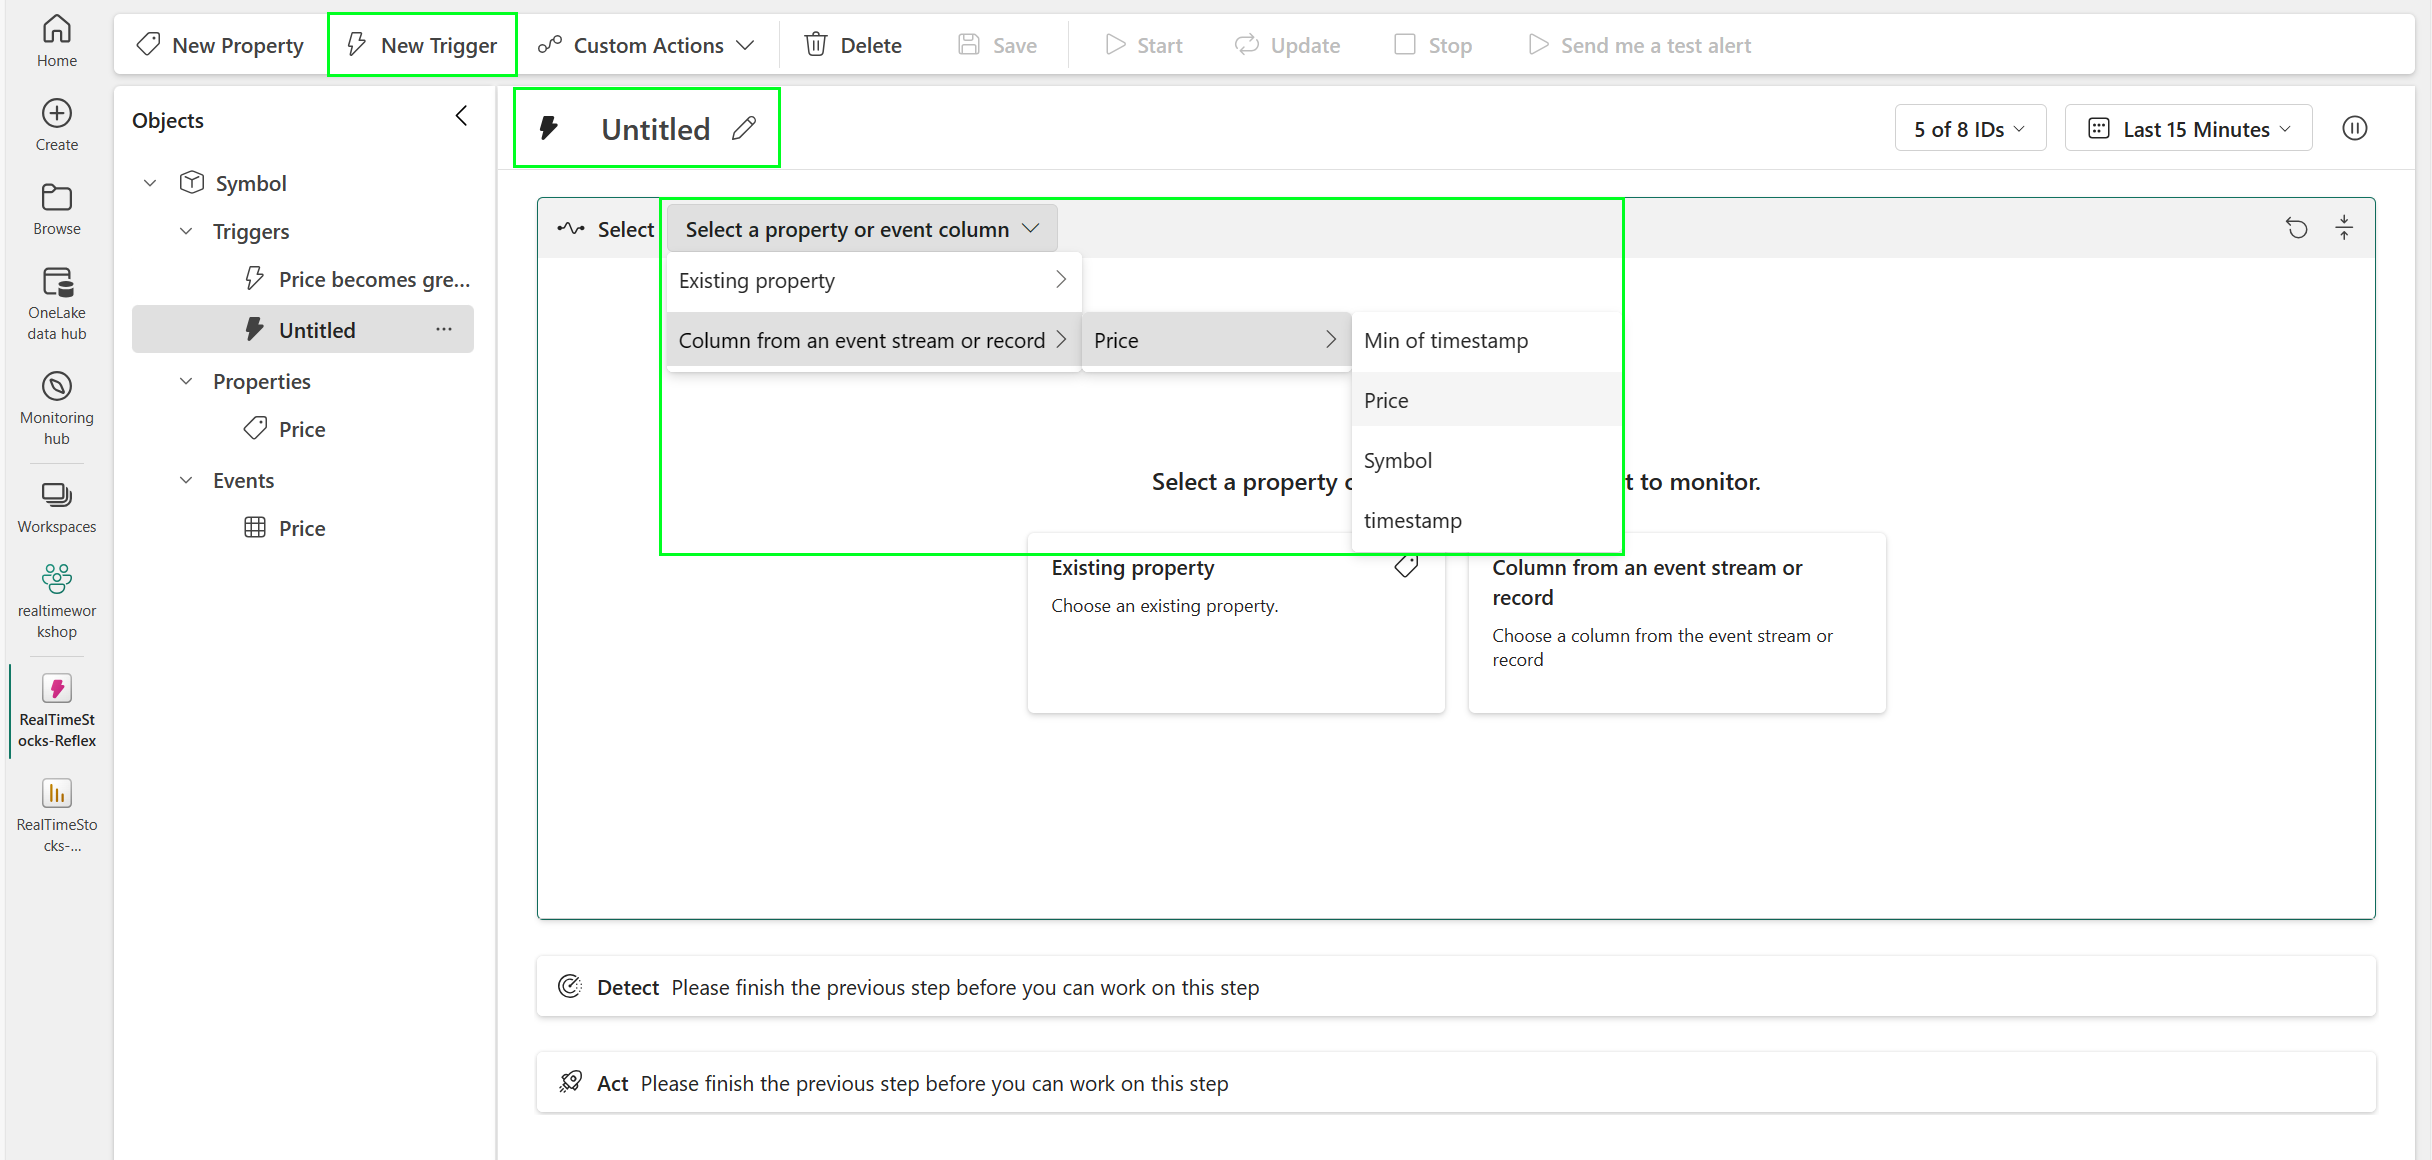 Home
Create
Browse
OneLake
data hub
Monitoring
hub
Workspaces
realtimewor
kshop
RealTimeSt
ocks-Reflex
RealTimeSto
cks-...
New Property
New Trigger
Custom Actions
Delete
Save
Start
Update
Stop
Send me a test alert
Objects
Symbol
Triggers
Price becomes gre...
Untitled
Properties
Price
Events
Price
Untitled
5 of 8 IDs
Last 15 Minutes
Select
Select a property or event column
Existing property
Column from an event stream or record
Price
Min of timestamp
Price
Symbol
timestamp
Select a property
to monitor.
Existing property
Choose an existing property.
Column from an event stream or
record
Choose a column from the event stream or
record
Detect Please finish the previous step before you can work on this step
Act Please finish the previous step before you can work on this step